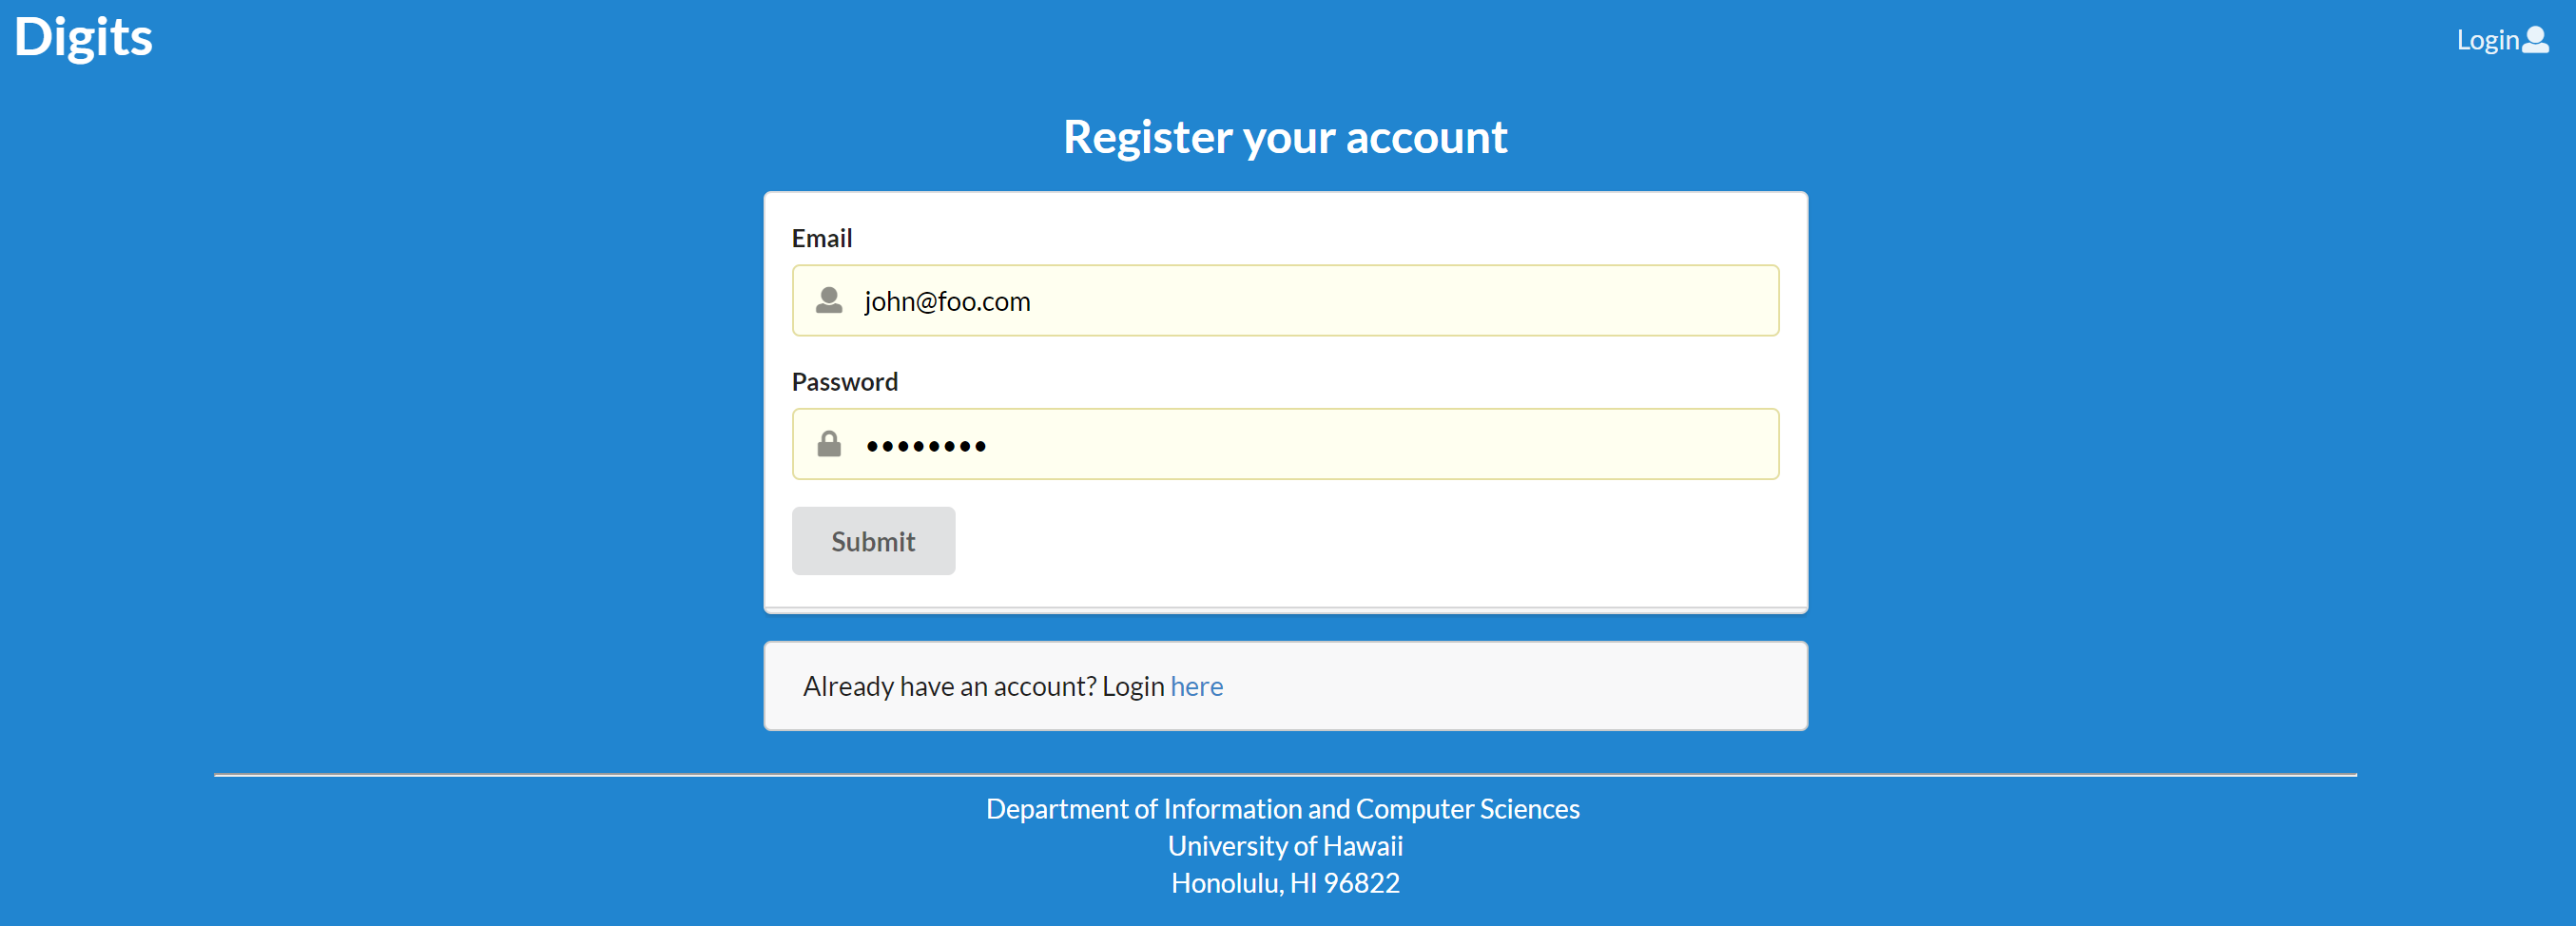 Digits
Login
Register your account
Email
john@foo.com
Password
••••••••
Submit
Already have an account? Login here
Department of Information and Computer Sciences
University of Hawaii
Honolulu, HI 96822